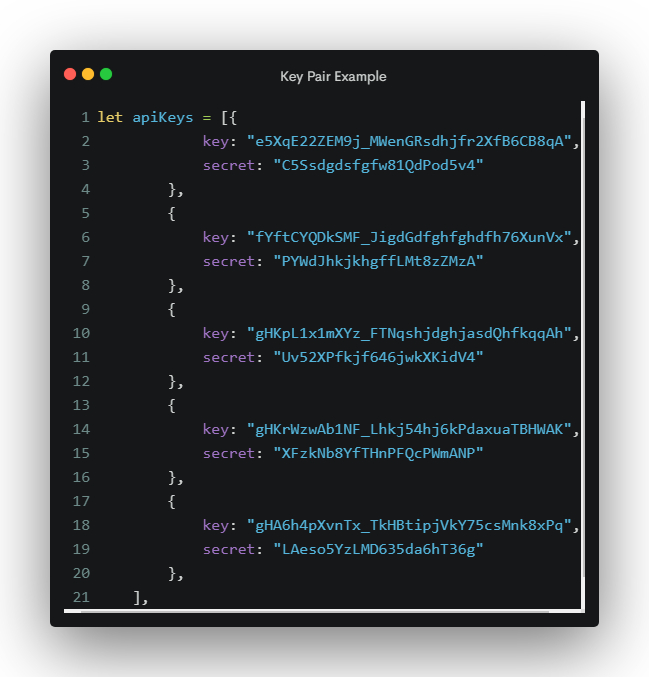 Key Pair Example
1 let apiKeys = [{
2 key: "e5XqE22ZEM9j_MWenGRsdhjfr2XfB6CB8qA",
3 secret: "C5Ssdgdsfgfw81QdPod5v4"
4 },
5 {
6 key: "fYftCYQDkSMF_JigdGdfghfghdfh76XunVx",
7 secret: "PYWdJhkjkhgffLMt8zZMzA"
8 },
9 {
10 key: "gHKpL1x1mXYz_FTNqshjdghjasdQhfkqqAh",
11 secret: "Uv52XPfkjf646jwkXKidV4"
12 },
13 {
14 key: "gHKrWzwAb1NF_Lhkj54hj6kPdaxuaTBHWAK",
15 secret: "XFzkNb8YfTHnPFQcPWmANP"
16 },
17 {
18 key: "gHA6h4pXvnTx_TkHBtipjVkY75csMnk8xPq",
19 secret: "LAeso5YzLMD635da6hT36g"
20 },
21 ],